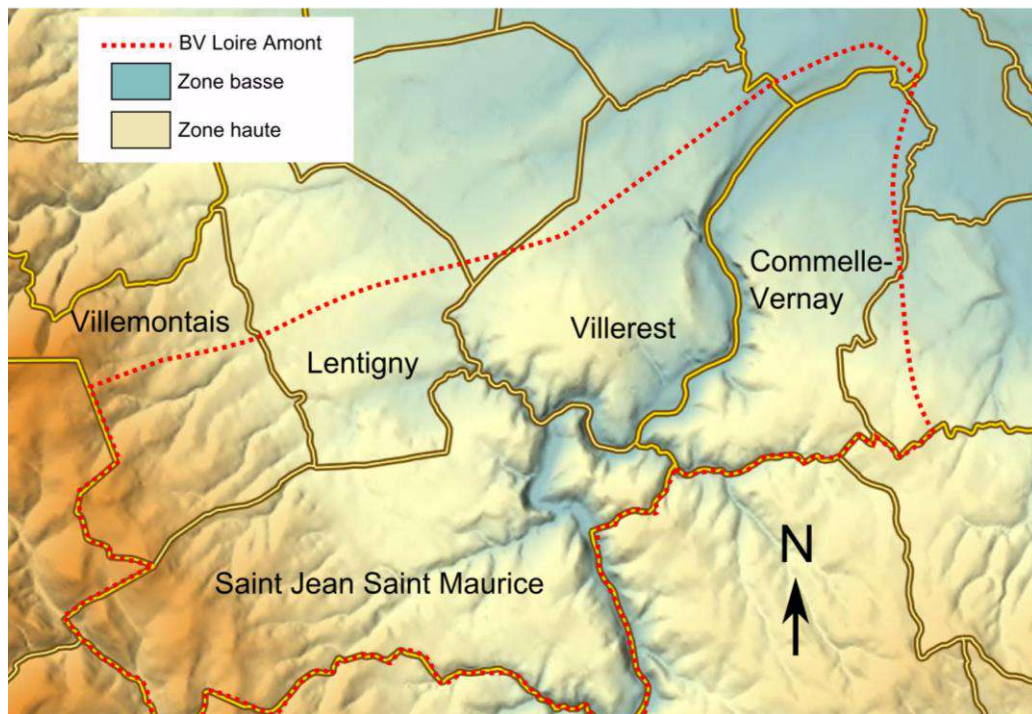 BV Loire Amont
Zone basse
Zone haute
Commelle-
Vernay
Villemontais
Villerest
Lentigny
N
Saint Jean Saint Maurice